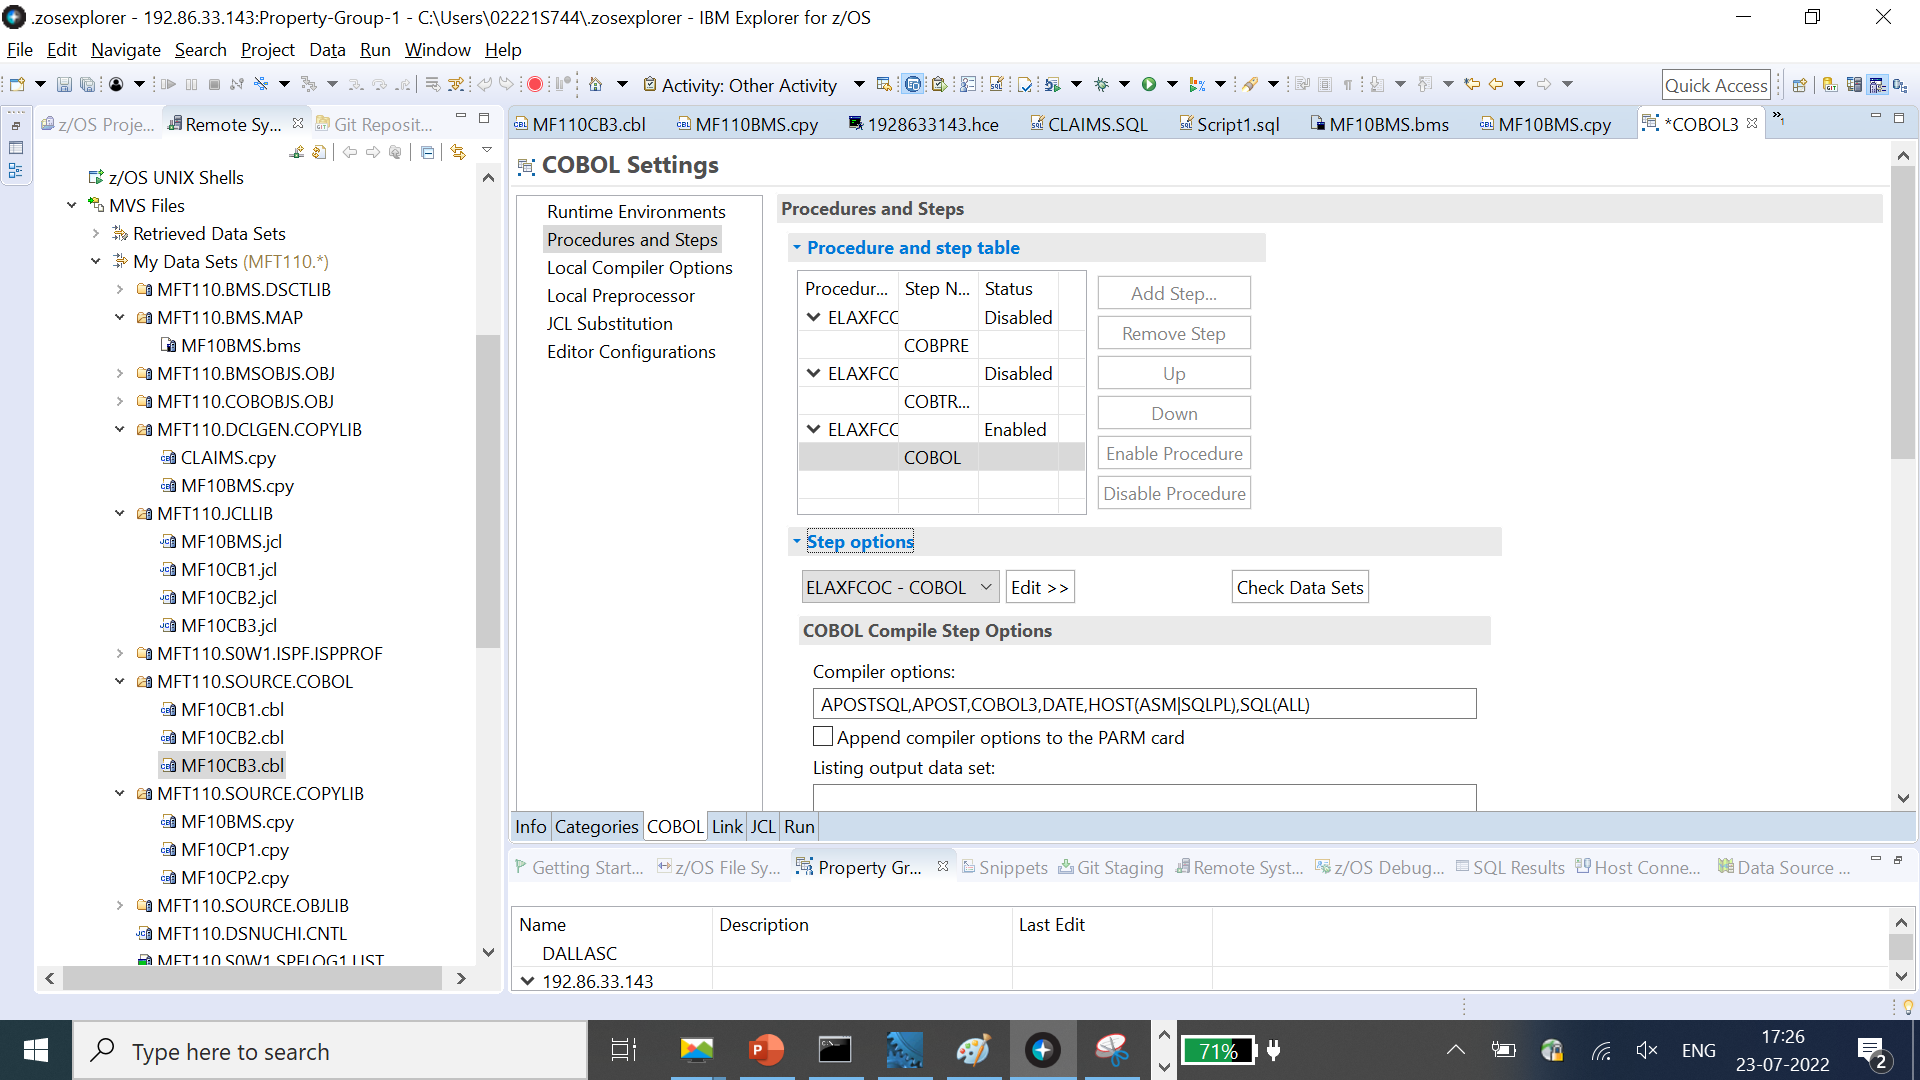 .zosexplorer - 192.86.33.143:Property-Group-1 - C:\Users\02221S744\.zosexplorer - IBM Explorer for z/OS
File Edit Navigate Search Project Data Run Window Help
Activity: Other Activity
Quick Access
z/OS Proje... Remote Sy... Git Reposit...
z/OS UNIX Shells
MVS Files
Retrieved Data Sets
My Data Sets (MFT110.*)
MFT110.BMS.DSCTLIB
MFT110.BMS.MAP
MF10BMS.bms
MFT110.BMSOBJS.OBJ
MFT110.COBOBJS.OBJ
MFT110.DCLGEN.COPYLIB
CLAIMS.cpy
MF10BMS.cpy
MFT110.JCLLIB
MF10BMS.jcl
MF10CB1.jcl
MF10CB2.jcl
MF10CB3.jcl
MFT110.S0W1.ISPF.ISPPROF
MFT110.SOURCE.COBOL
MF10CB1.cbl
MF10CB2.cbl
MF10CB3.cbl
MFT110.SOURCE.COPYLIB
MF10BMS.cpy
MF10CP1.cpy
MF10CP2.cpy
MFT110.SOURCE.OBJLIB
MFT110.DSNUCHI.CNTL
MFT110.S0W1.SPFLOG1.LIST
MF110CB3.cbl MF110BMS.cpy 1928633143.hce CLAIMS.SQL Script1.sql MF10BMS.bms MF10BMS.cpy *COBOL3 »1
COBOL Settings
Runtime Environments
Procedures and Steps
Local Compiler Options
Local Preprocessor
JCL Substitution
Editor Configurations
Procedures and Steps
Procedure and step table
Procedur... Step N... Status
ELAXFCC Disabled
COBPRE
ELAXFCC Disabled
COBTR...
ELAXFCC Enabled
COBOL
Add Step...
Remove Step
Up
Down
Enable Procedure
Disable Procedure
Step options
ELAXFCOC - COBOL Edit >> Check Data Sets
COBOL Compile Step Options
Compiler options:
APOSTSQL,APOST,COBOL3,DATE,HOST(ASM|SQLPL),SQL(ALL)
Append compiler options to the PARM card
Listing output data set:
Info Categories COBOL Link JCL Run
Getting Start... z/OS File Sy... Property Gr... Snippets Git Staging Remote Syst... z/OS Debug... SQL Results Host Conne... Data Source ...
Name Description Last Edit
DALLASC
192.86.33.143
Type here to search
71%
ENG
17:26
23-07-2022
2